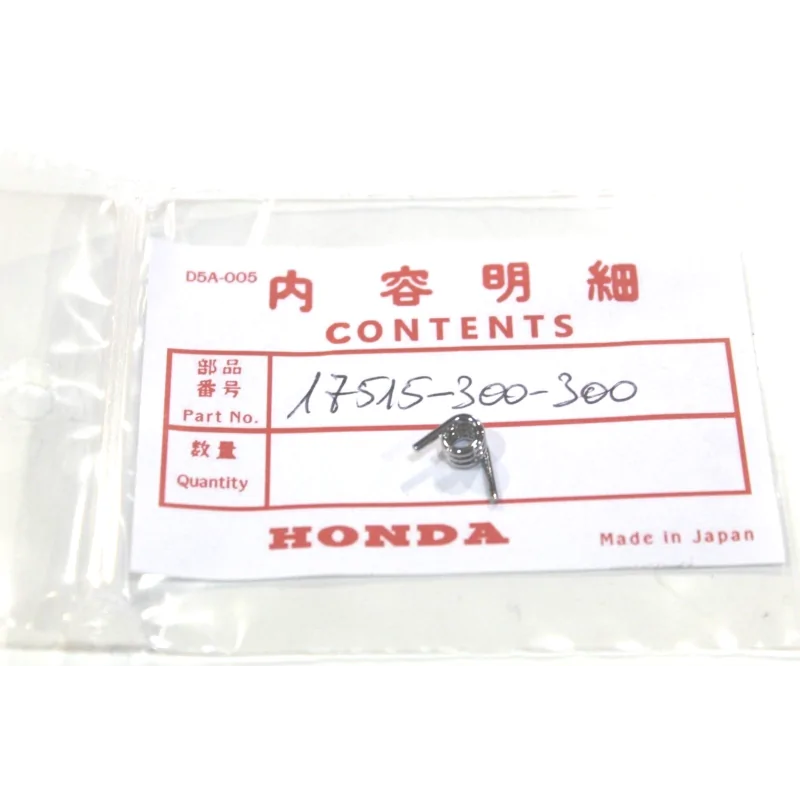 D5A-005 内容明細
CONTENTS
部品
番号
Part No. 17515-300-300
数量
Quantity
HONDA
Made in Japan